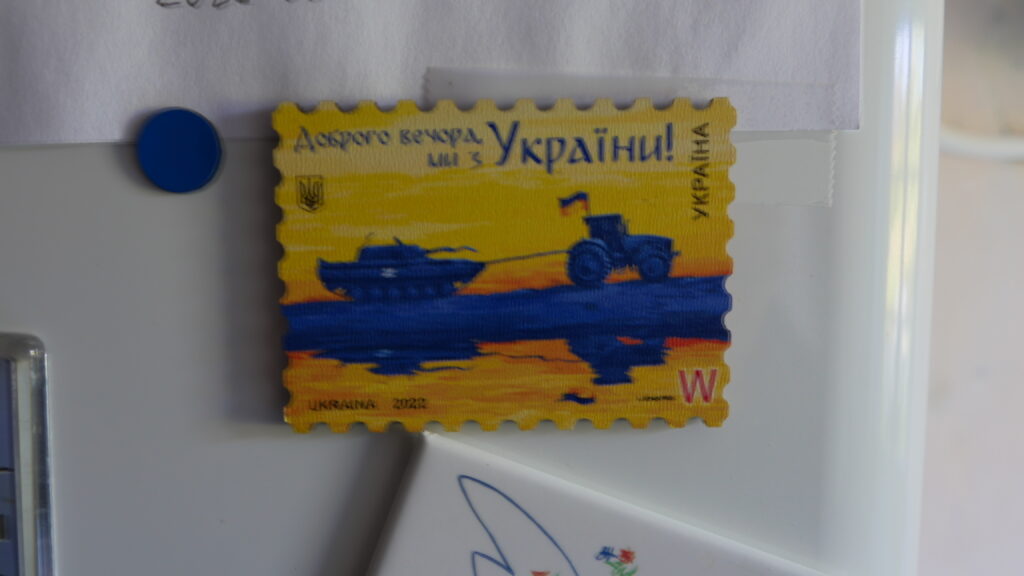 Доброго вечора,
ми з України!
УКРАЇНА
UKRAINA 2022
W